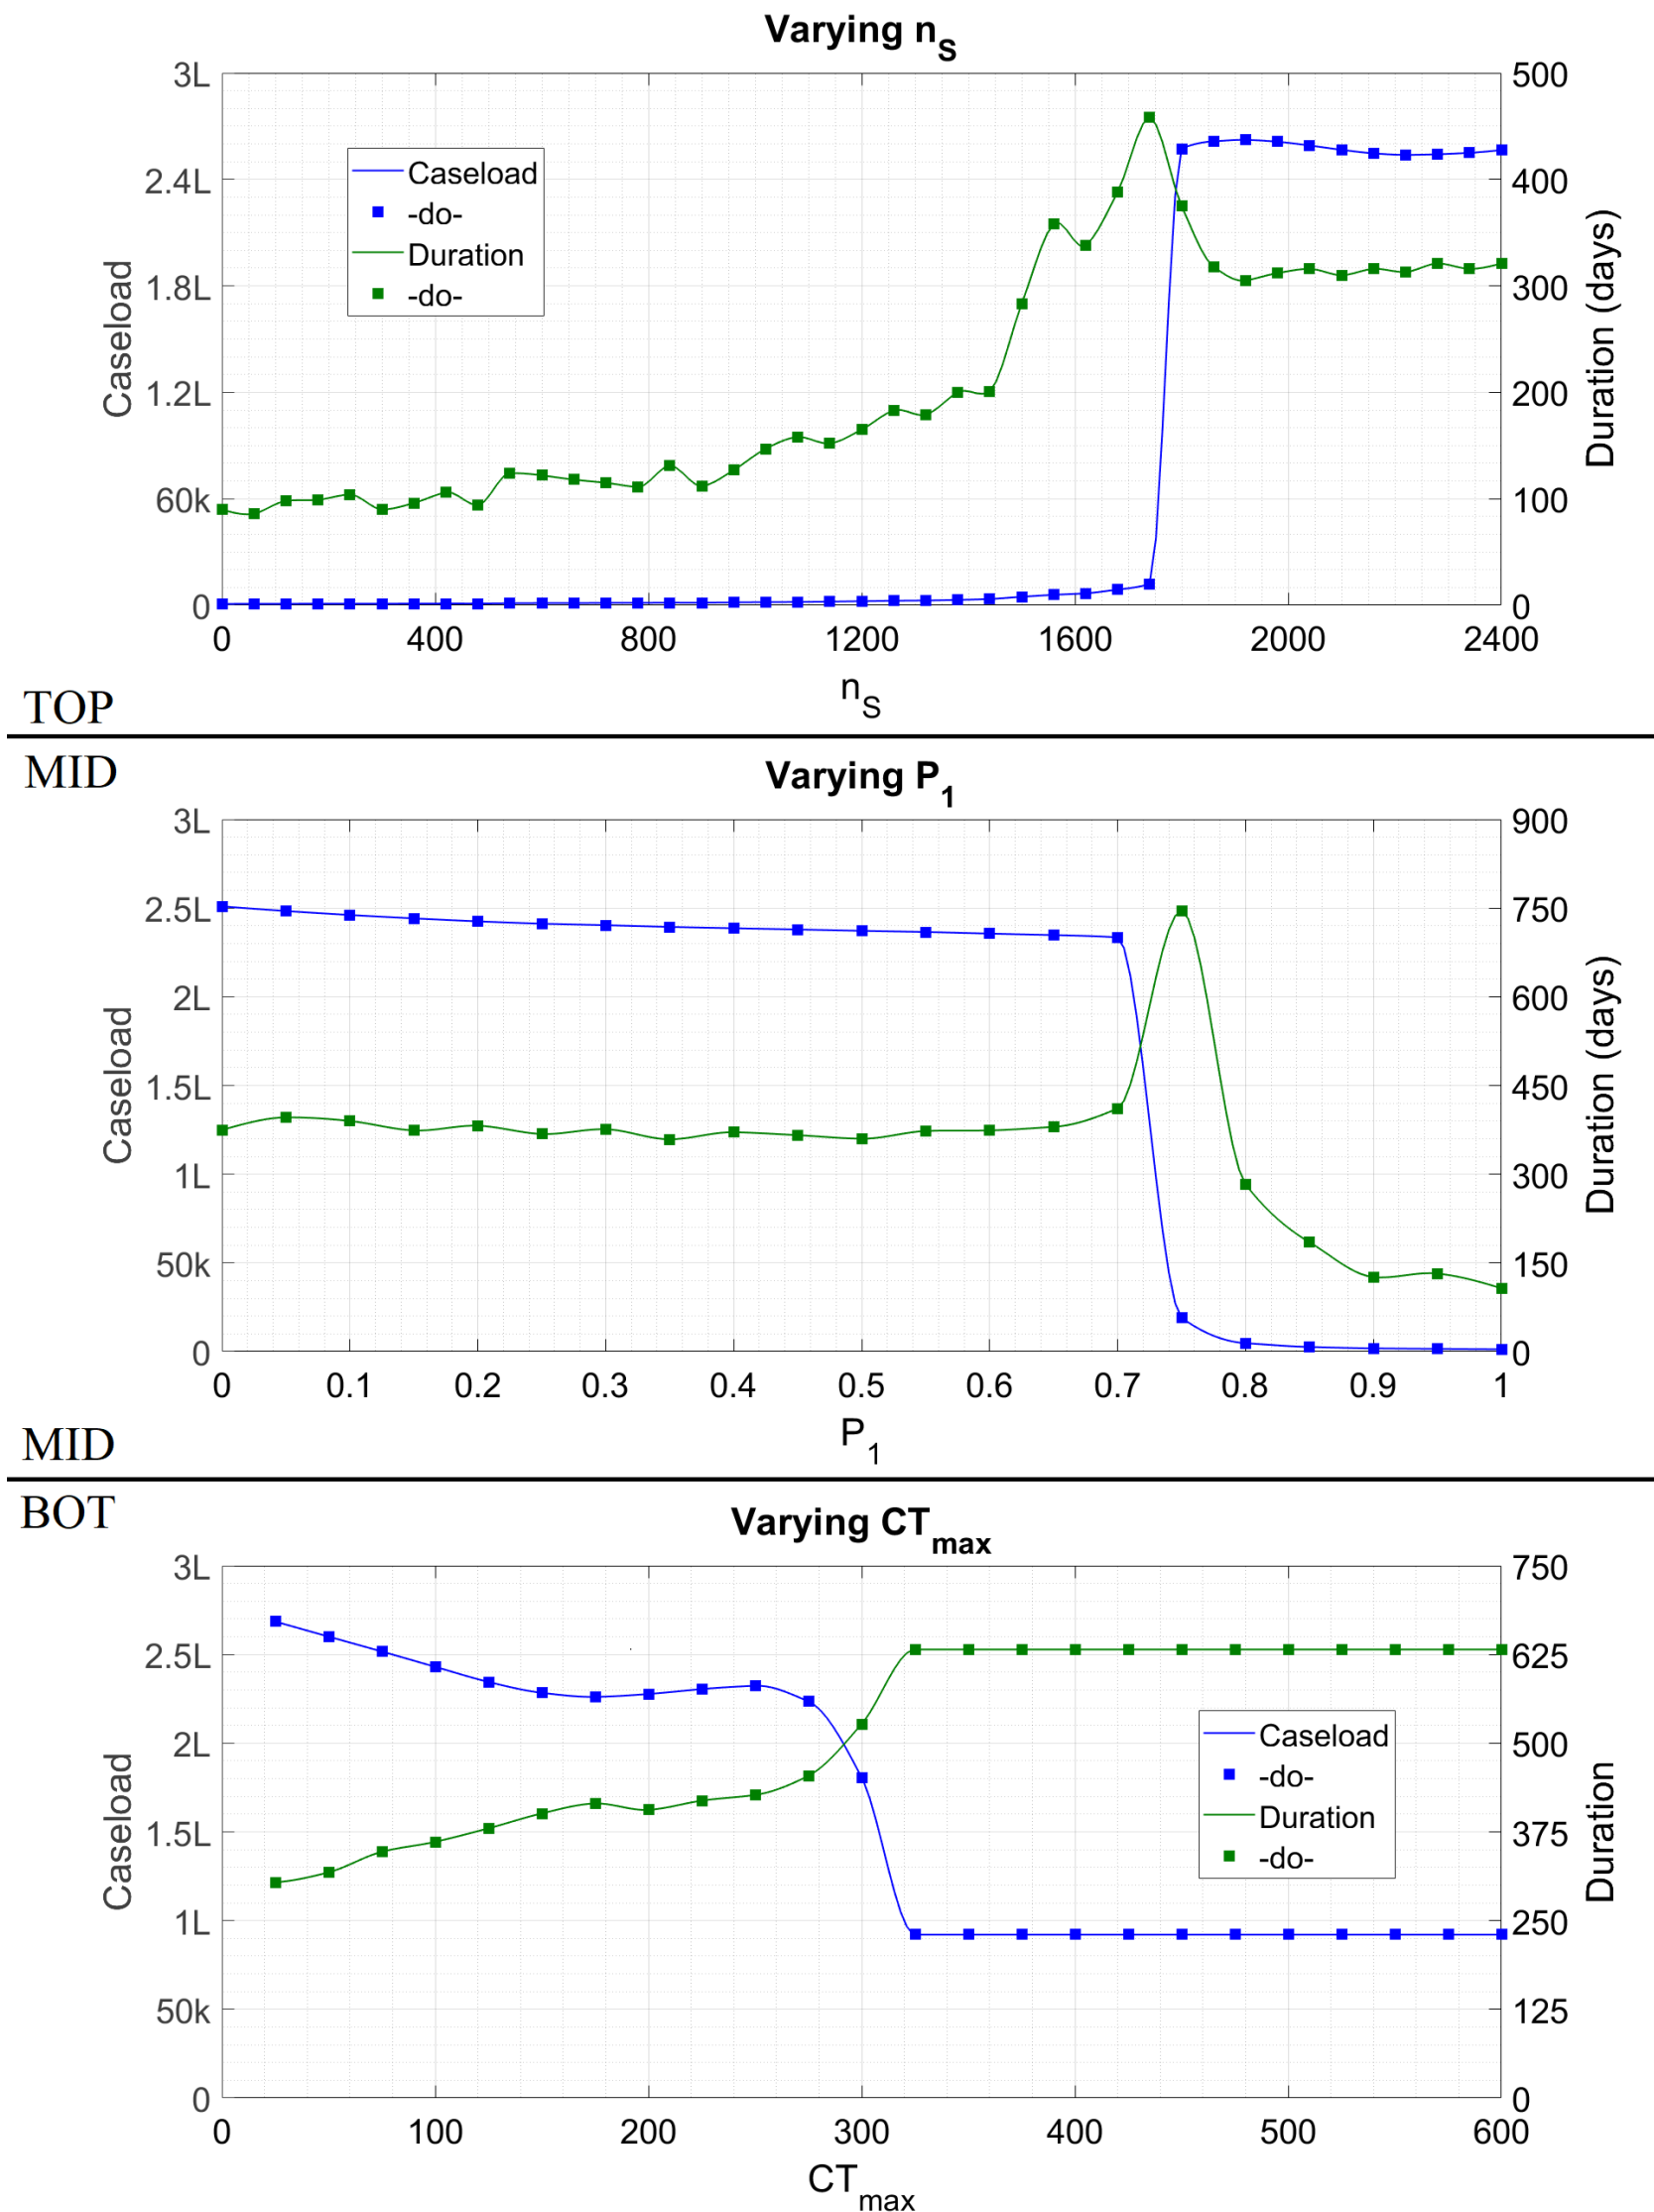 Varying nS
3L 500
2.4L 400
1.8L 300
1.2L 200
60k 100
0 0
Caseload
Duration (days)
Caseload
-do-
Duration
-do-
0 400 800 1200 1600 2000 2400
nS
TOP
MID
Varying P1
3L 900
2.5L 750
2L 600
1.5L 450
1L 300
50k 150
0 0
Caseload
Duration (days)
0 0.1 0.2 0.3 0.4 0.5 0.6 0.7 0.8 0.9 1
P1
MID
BOT
Varying CTmax
3L 750
2.5L 625
2L 500
1.5L 375
1L 250
50k 125
0 0
Caseload
Duration
Caseload
-do-
Duration
-do-
0 100 200 300 400 500 600
CTmax